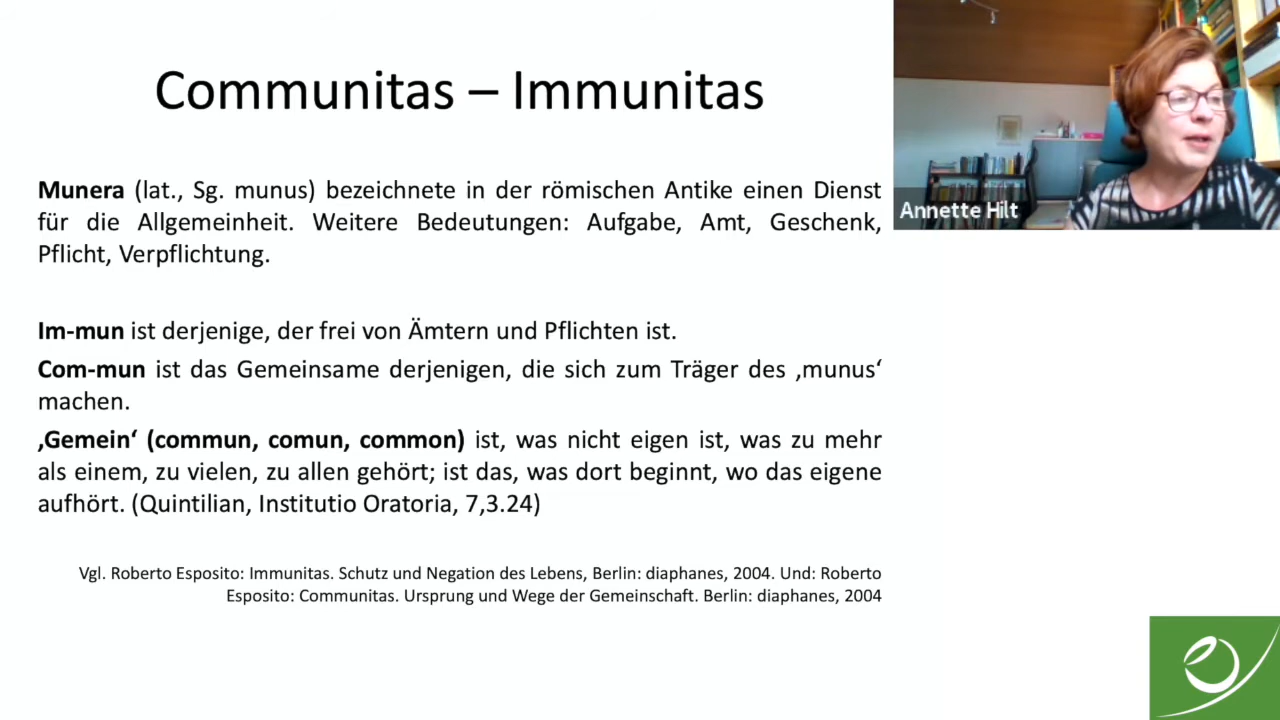 Communitas – Immunitas
Munera (lat., Sg. munus) bezeichnete in der römischen Antike einen Dienst
für die Allgemeinheit. Weitere Bedeutungen: Aufgabe, Amt, Geschenk,
Pflicht, Verpflichtung.
Im-mun ist derjenige, der frei von Ämtern und Pflichten ist.
Com-mun ist das Gemeinsame derjenigen, die sich zum Träger des ‚munus‘
machen.
‚Gemein‘ (commun, comun, common) ist, was nicht eigen ist, was zu mehr
als einem, zu vielen, zu allen gehört; ist das, was dort beginnt, wo das eigene
aufhört. (Quintilian, Institutio Oratoria, 7,3.24)
Vgl. Roberto Esposito: Immunitas. Schutz und Negation des Lebens, Berlin: diaphanes, 2004. Und: Roberto
Esposito: Communitas. Ursprung und Wege der Gemeinschaft. Berlin: diaphanes, 2004
Annette Hilt